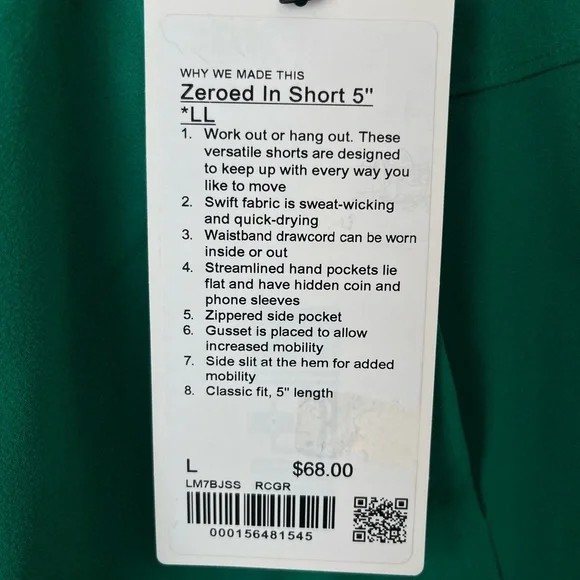 WHY WE MADE THIS
Zeroed In Short 5"
*LL
1. Work out or hang out. These
versatile shorts are designed
to keep up with every way you
like to move
2. Swift fabric is sweat-wicking
and quick-drying
3. Waistband drawcord can be worn
inside or out
4. Streamlined hand pockets lie
flat and have hidden coin and
phone sleeves
5. Zippered side pocket
6. Gusset is placed to allow
increased mobility
7. Side slit at the hem for added
mobility
8. Classic fit, 5" length
L $68.00
LM7BJSS RCGR
000156481545